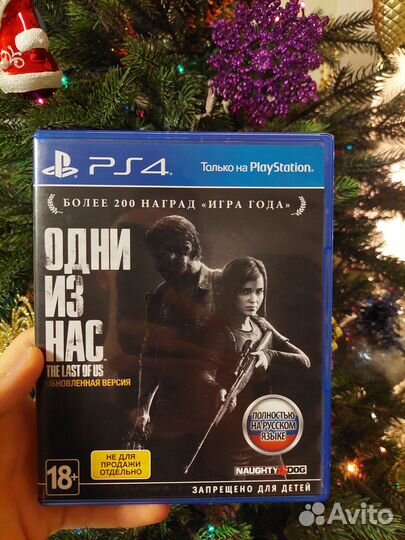 PS4
Только на PlayStation.
БОЛЕЕ 200 НАГРАД «ИГРА ГОДА»
ОДНИ
ИЗ
НАС
THE LAST OF US
ОБНОВЛЕННАЯ ВЕРСИЯ
ПОЛНОСТЬЮ
НА РУССКОМ
ЯЗЫКЕ
НЕ ДЛЯ
ПРОДАЖИ
ОТДЕЛЬНО
18+
NAUGHTY DOG
ЗАПРЕЩЕНО ДЛЯ ДЕТЕЙ
Avito